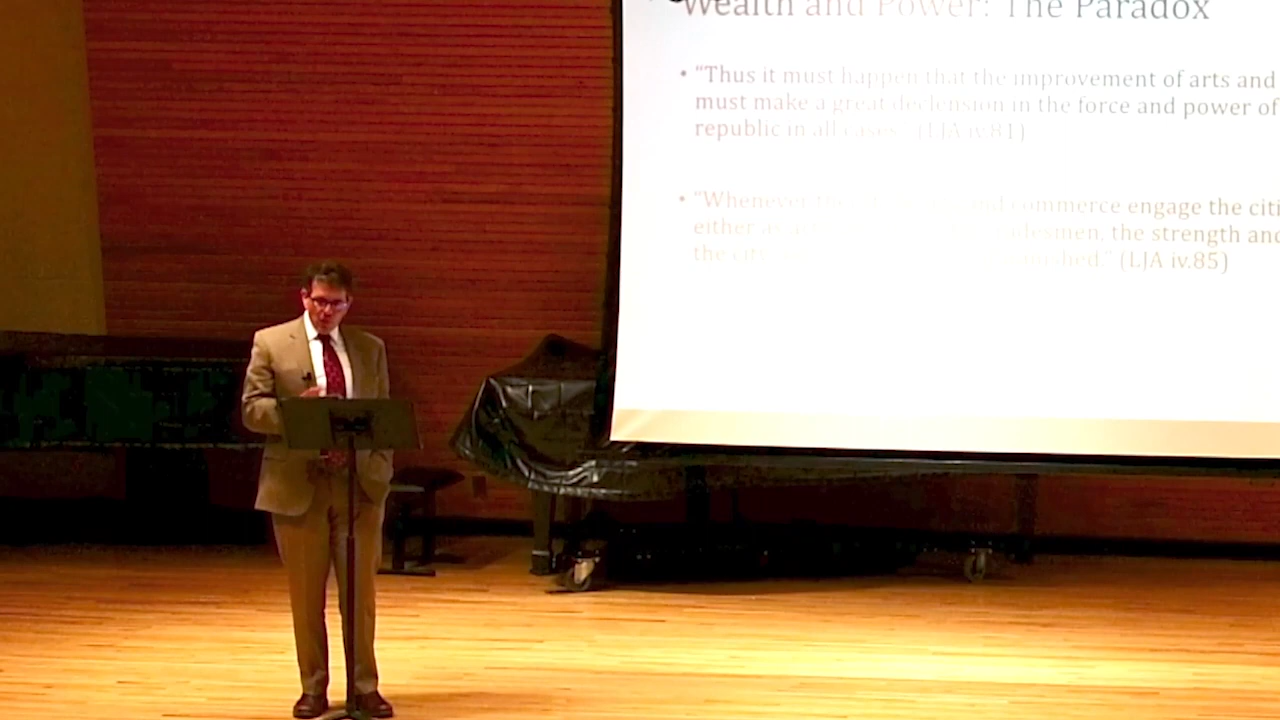 Wealth and Power: The Paradox
• “Thus it must happen that the improvement of arts and
must make a great declension in the force and power of
republic in all cases.” (LJA iv.81)
• “Whenever and commerce engage the citi
either as tradesmen, the strength and
the city (LJA iv.85)